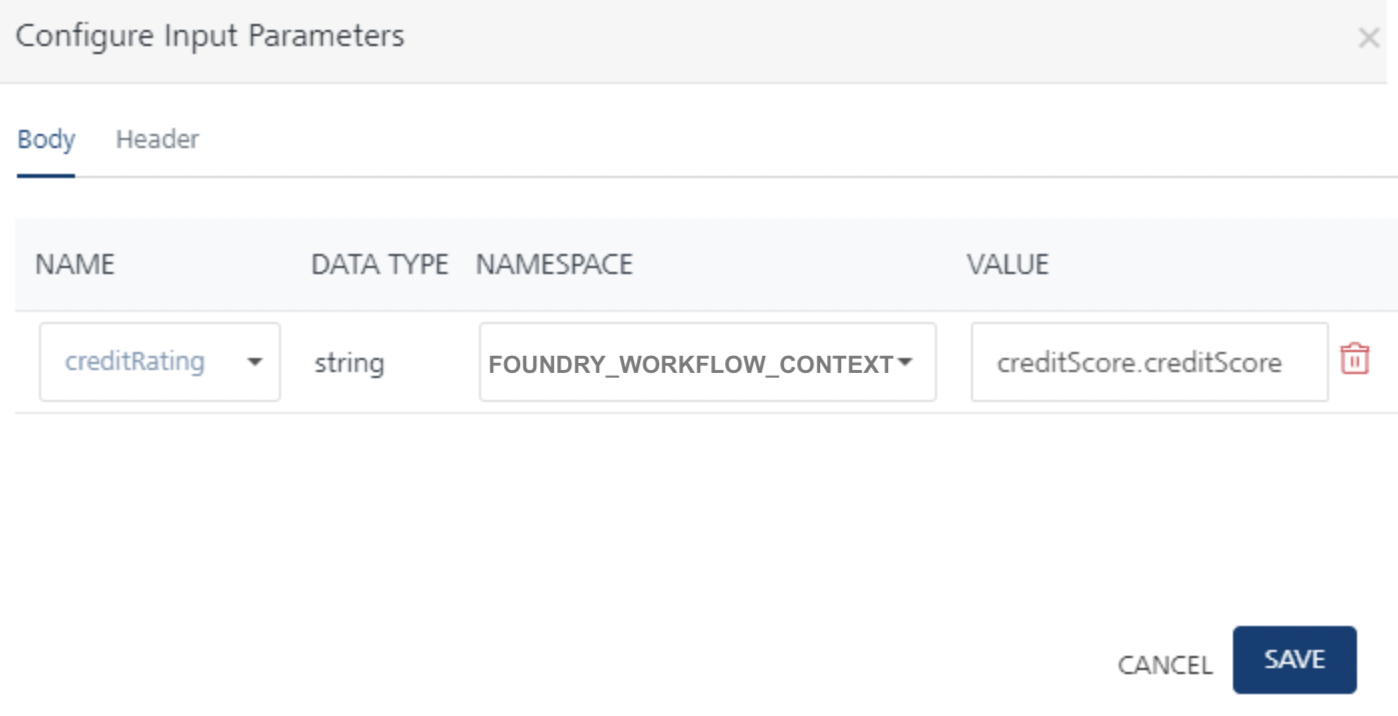 Configure Input Parameters
Body Header
NAME DATA TYPE NAMESPACE VALUE
creditRating string FOUNDRY_WORKFLOW_CONTEXT creditScore.creditScore
CANCEL SAVE